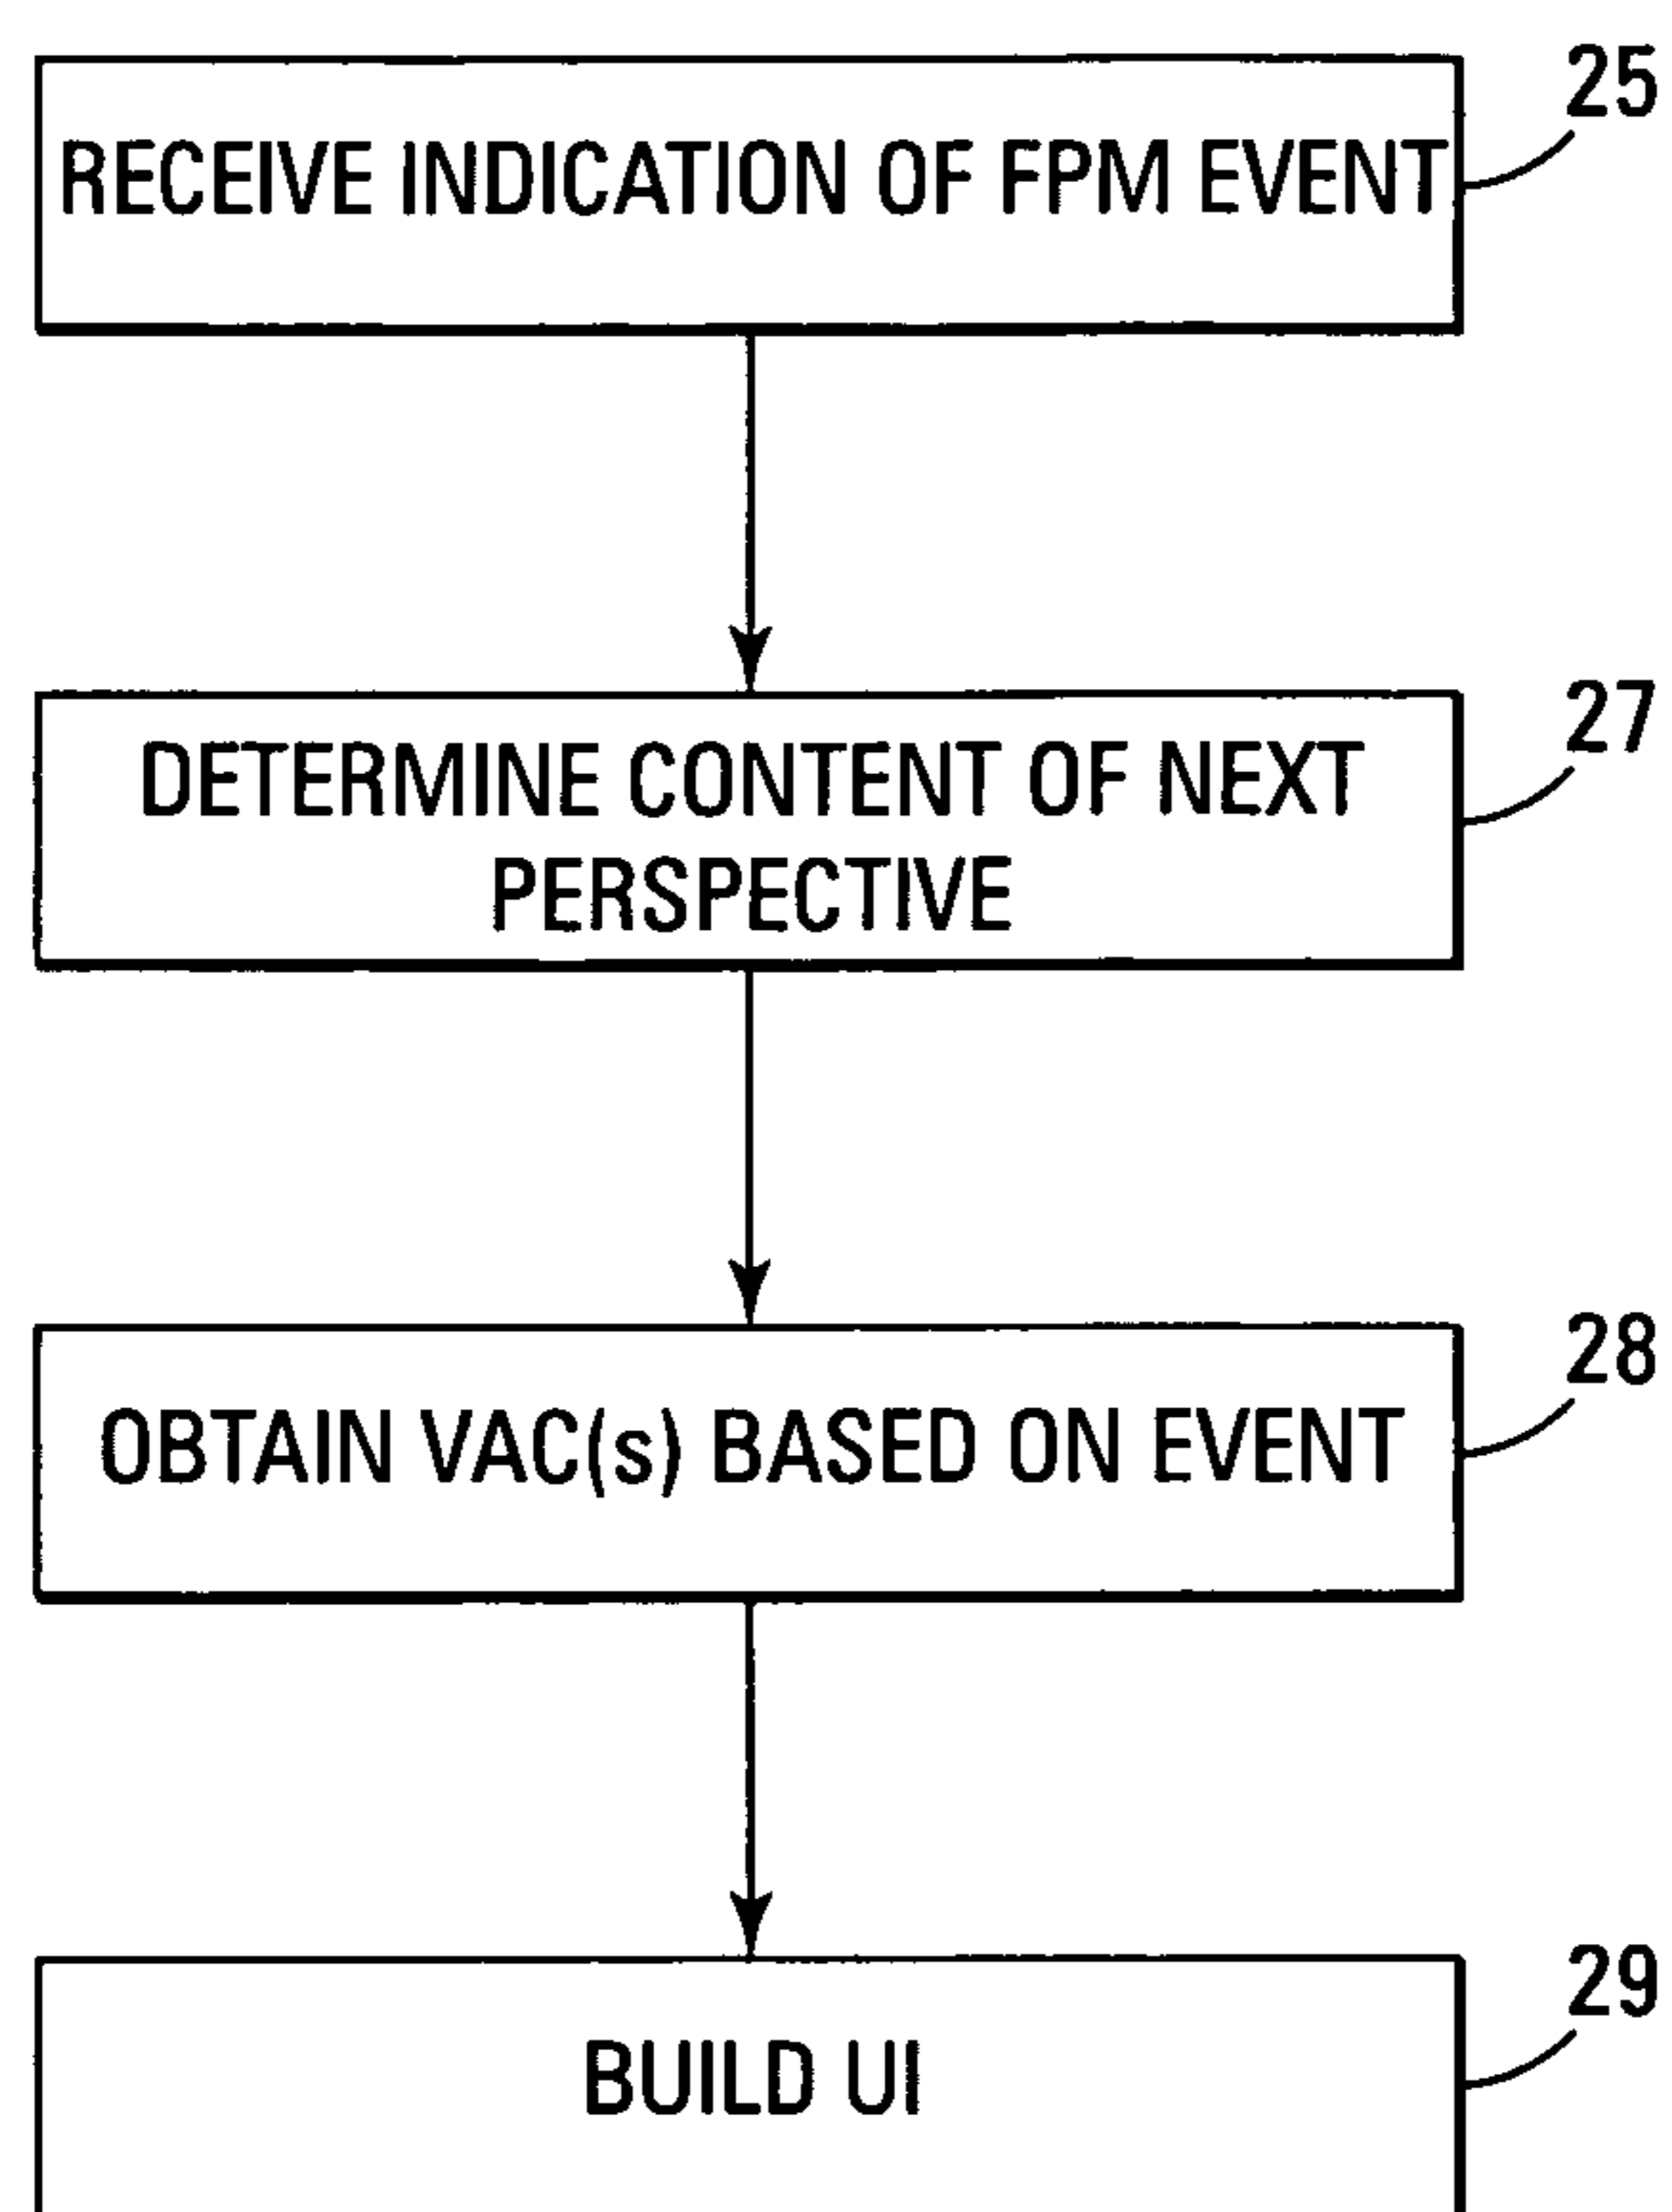 25
RECEIVE INDICATION OF FPM EVENT
27
DETERMINE CONTENT OF NEXT
PERSPECTIVE
28
OBTAIN VAC(s) BASED ON EVENT
29
BUILD UI